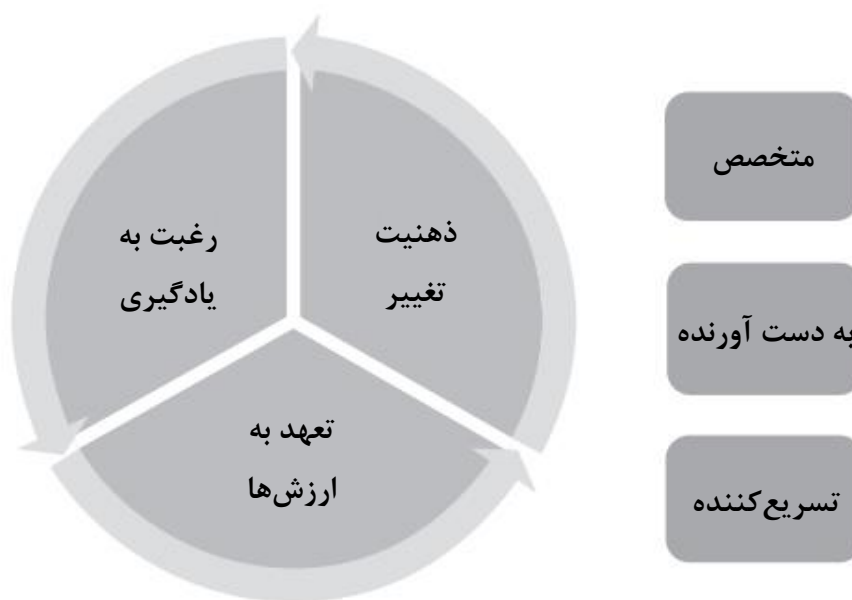 ذهنیت
تغییر
رغبت به
یادگیری
تعهد به
ارزش‌ها
متخصص
به دست آورنده
تسریع‌کننده